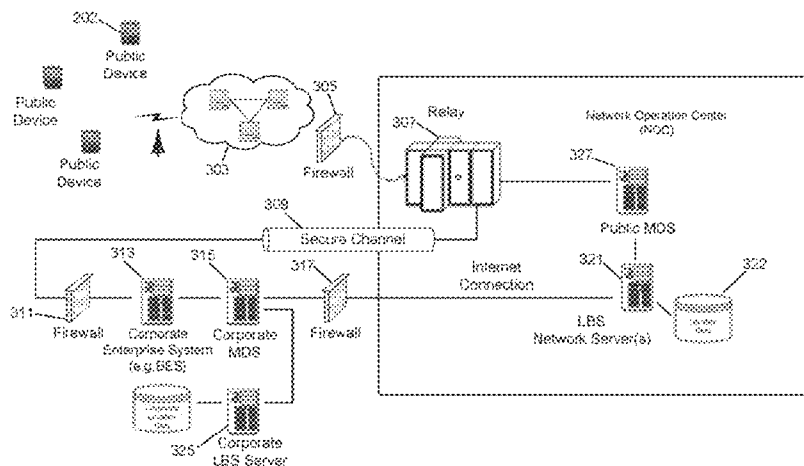 202
Public
Device
Public
Device
Public
Device
303
305
Firewall
Relay
307
Network Operation Center
(NOC)
327
Public MDS
309
Secure Channel
313
315
317
321
322
Internet
Connection
311
Firewall
Corporate
Enterprise System
(e.g. BES)
Corporate
MDS
Firewall
LBS
Network Server(s)
325
Corporate
LBS Server